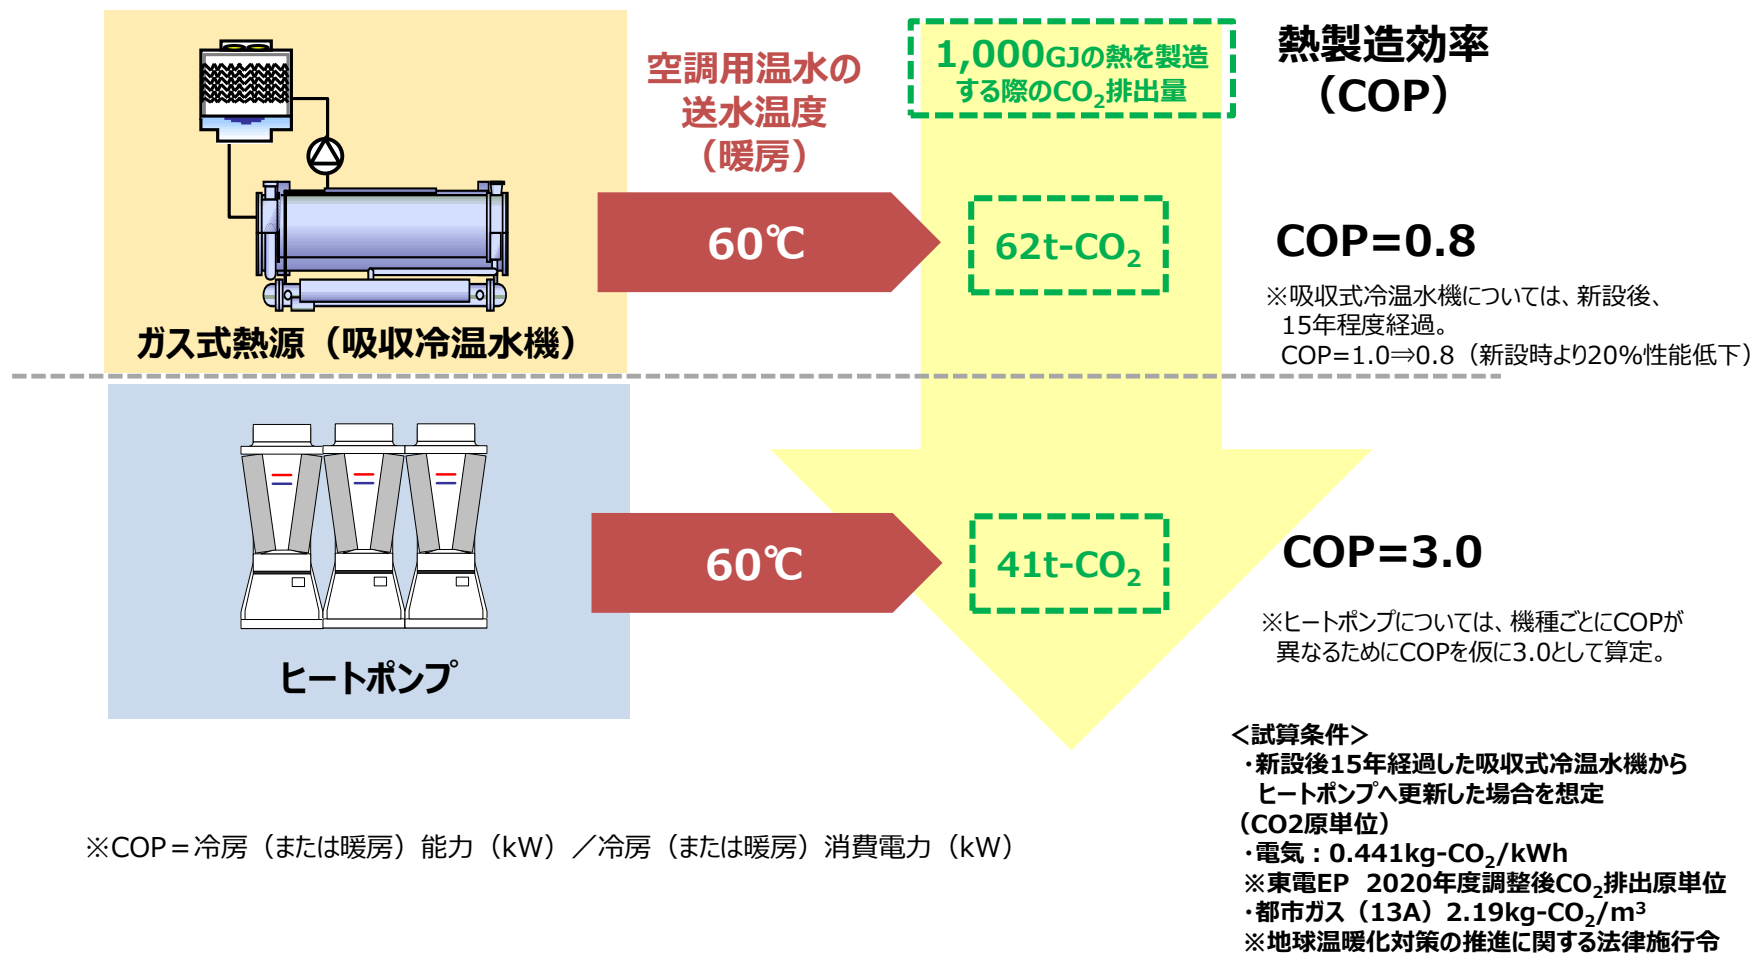 空調用温水の
送水温度
（暖房）
1,000GJの熱を製造
する際のCO₂排出量
熱製造効率
（COP）
60℃
62t-CO₂
COP=0.8
※吸収式冷温水機については、新設後、
15年程度経過。
COP=1.0⇒0.8（新設時より20%性能低下）
ガス式熱源（吸収冷温水機）
60℃
41t-CO₂
COP=3.0
※ヒートポンプについては、機種ごとにCOPが
異なるためにCOPを仮に3.0として算定。
ヒートポンプ
＜試算条件＞
・新設後15年経過した吸収式冷温水機から
ヒートポンプへ更新した場合を想定
（CO2原単位）
・電気：0.441kg-CO₂/kWh
※東電EP 2020年度調整後CO₂排出原単位
・都市ガス（13A）2.19kg-CO₂/m³
※地球温暖化対策の推進に関する法律施行令
※COP＝冷房（または暖房）能力（kW）／冷房（または暖房）消費電力（kW）